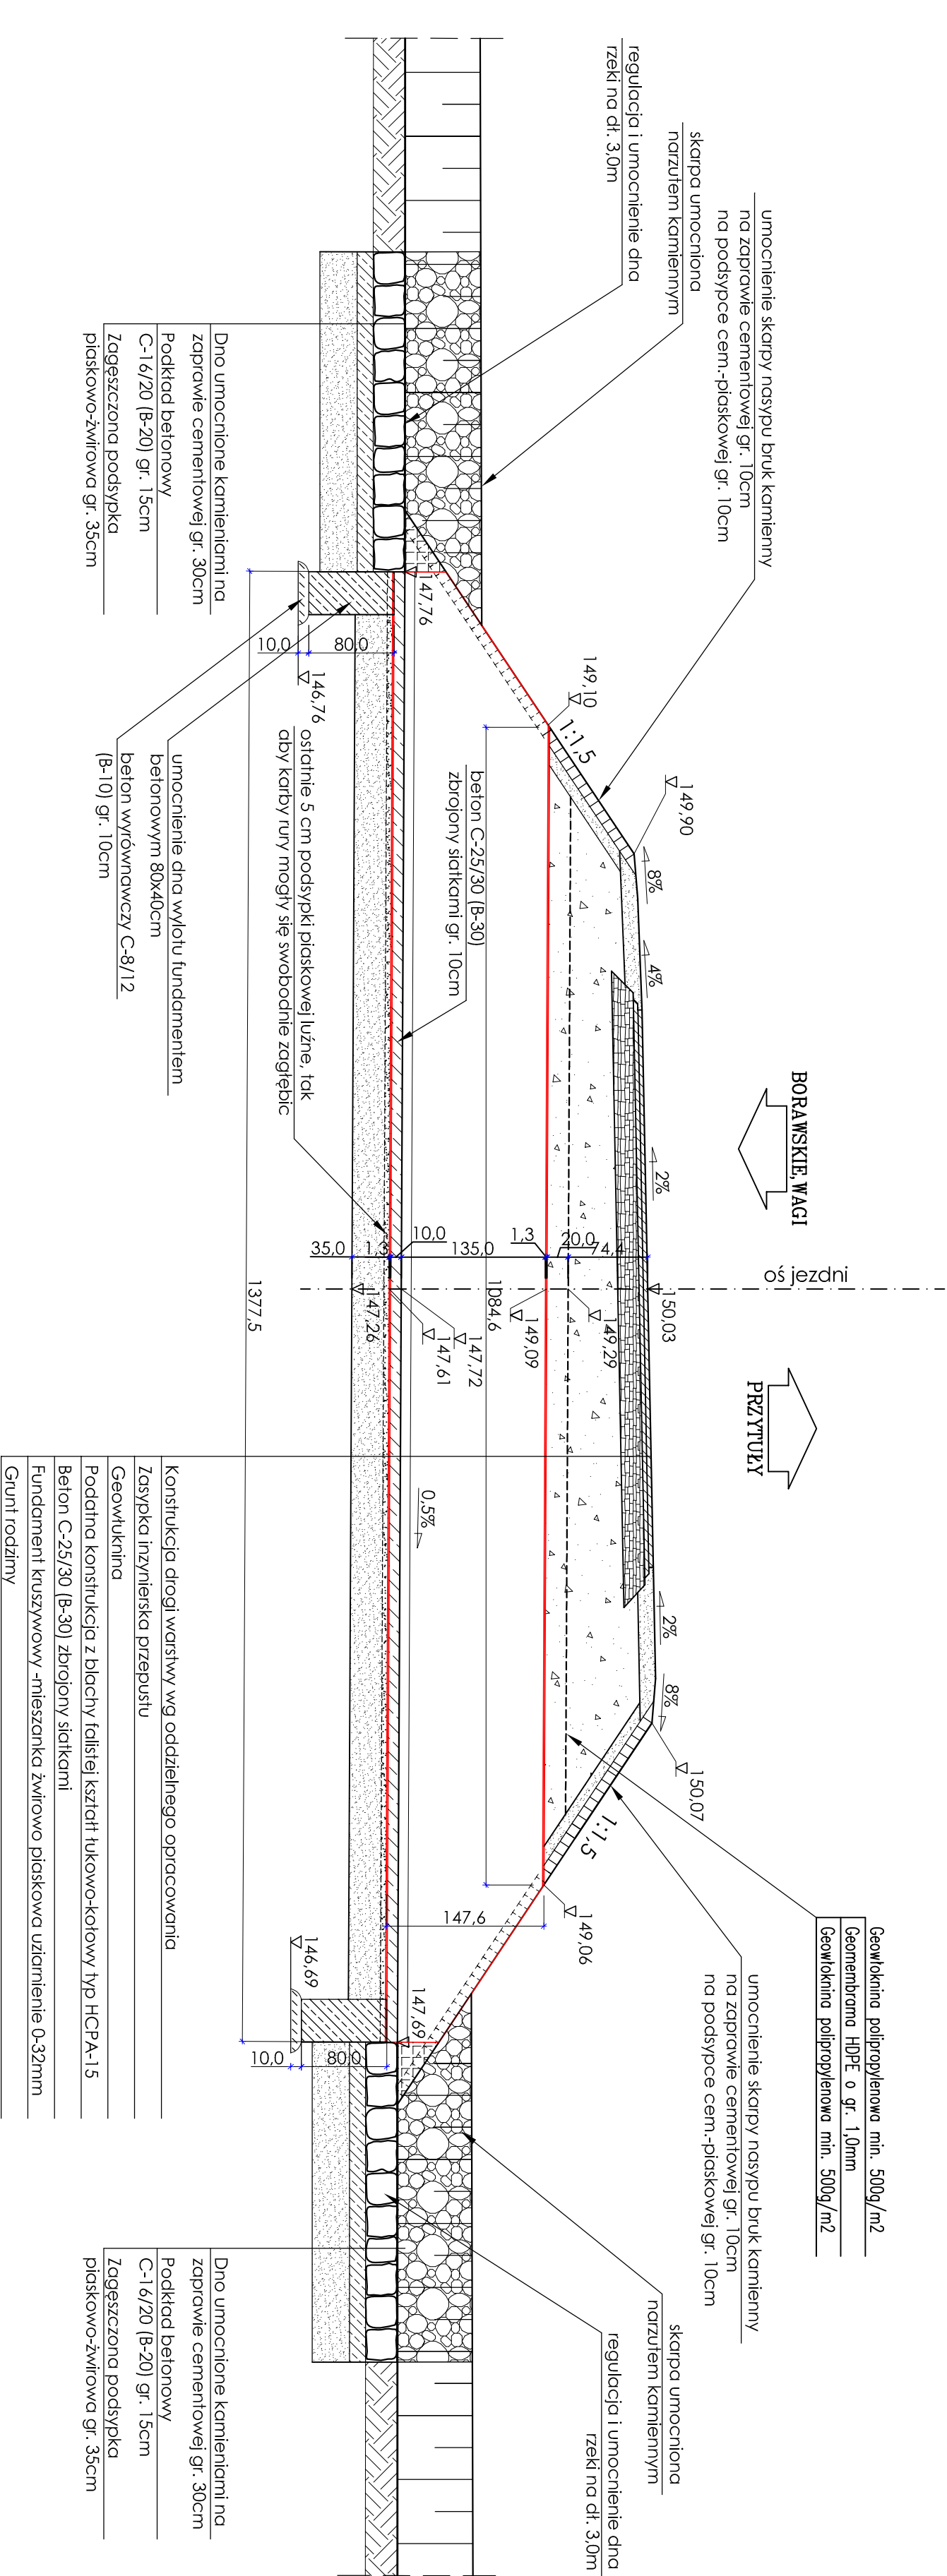 umocnienie skarpy nasypu bruk kamienny
na zaprawie cementowej gr. 10cm
na podsypce cem.-piaskowej gr. 10cm
skarpa umocniona
narzutem kamiennym
regulacja i umocnienie dna
rzeki na dł. 3,0m
BORAWSKIE,WAGI
PRZYTUŁY
oś jezdni
Geowłoknina polipropylenowa min. 500g/m2
Geomembrama HDPE o gr. 1,0mm
Geowłoknina polipropylenowa min. 500g/m2
umocnienie skarpy nasypu bruk kamienny
na zaprawie cementowej gr. 10cm
na podsypce cem.-piaskowej gr. 10cm
skarpa umocniona
narzutem kamiennym
regulacja i umocnienie dna
rzeki na dł. 3,0m
149,90
8%
4%
2%
150,03
2%
8%
150,07
149,10
1:1,5
1:1,5
149,06
74,4
20,0
1,3
135,0
10,0
1,3
35,0
149,29
149,09
147,72
147,61
147,26
1084,6
147,6
0,5%
147,76
147,69
beton C-25/30 (B-30)
zbrojony siatkami gr. 10cm
80,0
10,0
146,76
80,0
10,0
146,69
ostatnie 5 cm podsypki piaskowej luźne, tak
aby karby rury mogły się swobodnie zagłębic
1377,5
Dno umocnione kamieniami na
zaprawie cementowej gr. 30cm
Podkład betonowy
C-16/20 (B-20) gr. 15cm
Zagęszczona podsypka
piaskowo-żwirowa gr. 35cm
umocnienie dna wylotu fundamentem
betonowym 80x40cm
beton wyrównawczy C-8/12
(B-10) gr. 10cm
Konstrukcja drogi warstwy wg oddzielnego opracowania
Zasypka inżynierska przepustu
Geowłuknina
Podatna konstrukcja z blachy falistej kształt łukowo-kołowy typ HCPA-15
Beton C-25/30 (B-30) zbrojony siatkami
Fundament kruszywowy -mieszanka żwirowo piaskowa uziarnienie 0-32mm
Grunt rodzimy
Dno umocnione kamieniami na
zaprawie cementowej gr. 30cm
Podkład betonowy
C-16/20 (B-20) gr. 15cm
Zagęszczona podsypka
piaskowo-żwirowa gr. 35cm